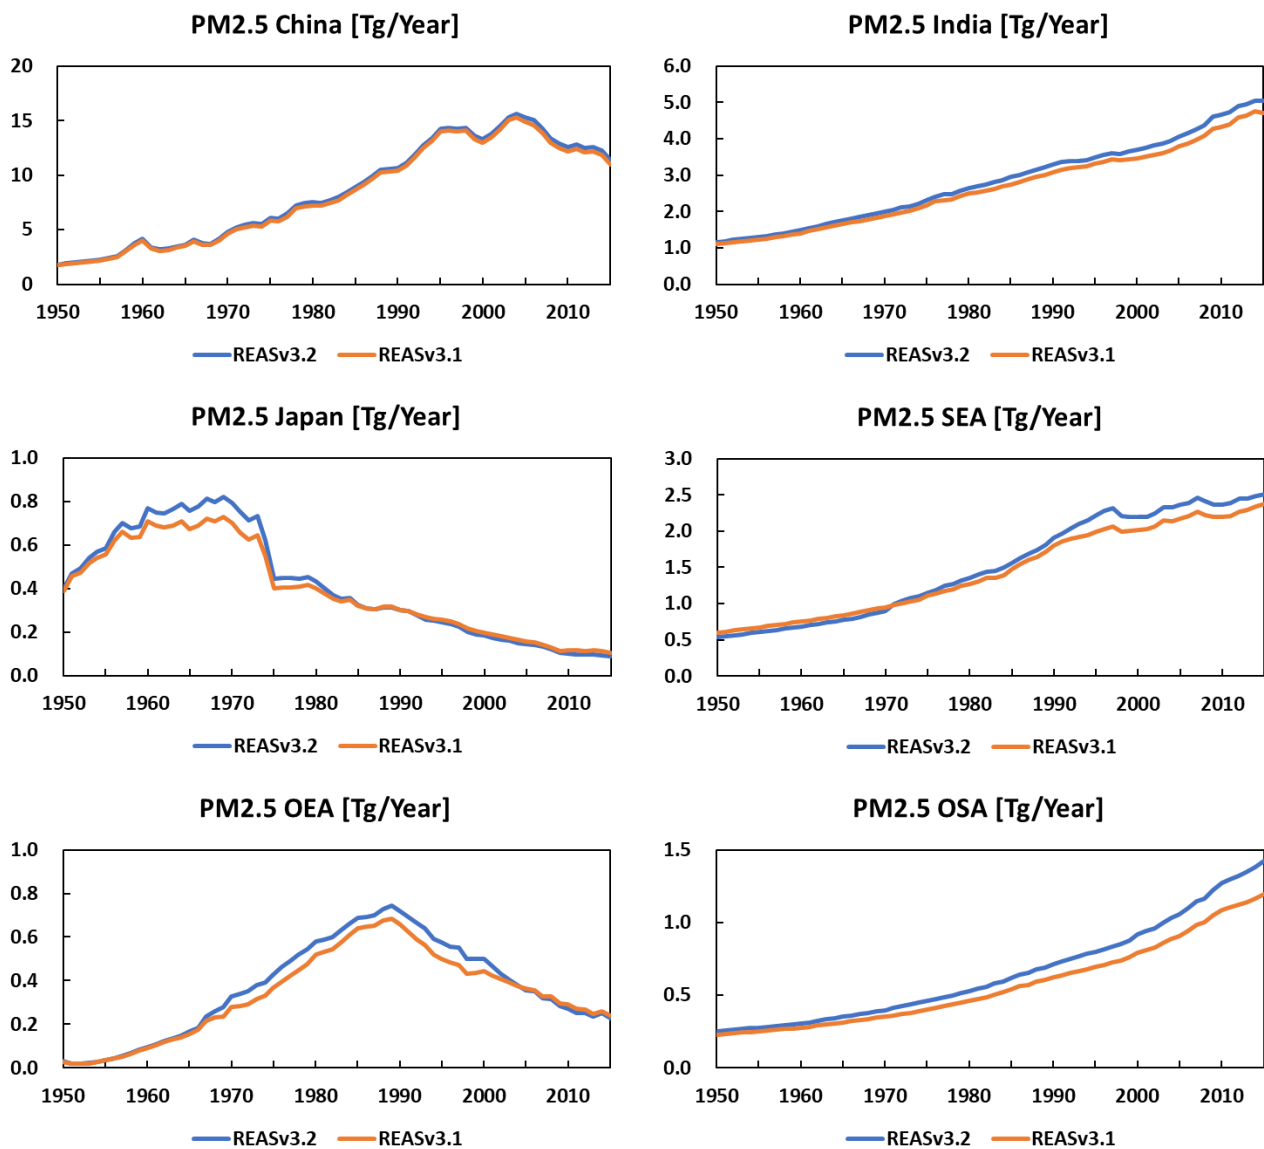 PM2.5 China [Tg/Year]
20
15
10
5
0
1950 1960 1970 1980 1990 2000 2010
REASv3.2 REASv3.1
PM2.5 India [Tg/Year]
6.0
5.0
4.0
3.0
2.0
1.0
0.0
1950 1960 1970 1980 1990 2000 2010
REASv3.2 REASv3.1
PM2.5 Japan [Tg/Year]
1.0
0.8
0.6
0.4
0.2
0.0
1950 1960 1970 1980 1990 2000 2010
REASv3.2 REASv3.1
PM2.5 SEA [Tg/Year]
3.0
2.5
2.0
1.5
1.0
0.5
0.0
1950 1960 1970 1980 1990 2000 2010
REASv3.2 REASv3.1
PM2.5 OEA [Tg/Year]
1.0
0.8
0.6
0.4
0.2
0.0
1950 1960 1970 1980 1990 2000 2010
REASv3.2 REASv3.1
PM2.5 OSA [Tg/Year]
1.5
1.0
0.5
0.0
1950 1960 1970 1980 1990 2000 2010
REASv3.2 REASv3.1